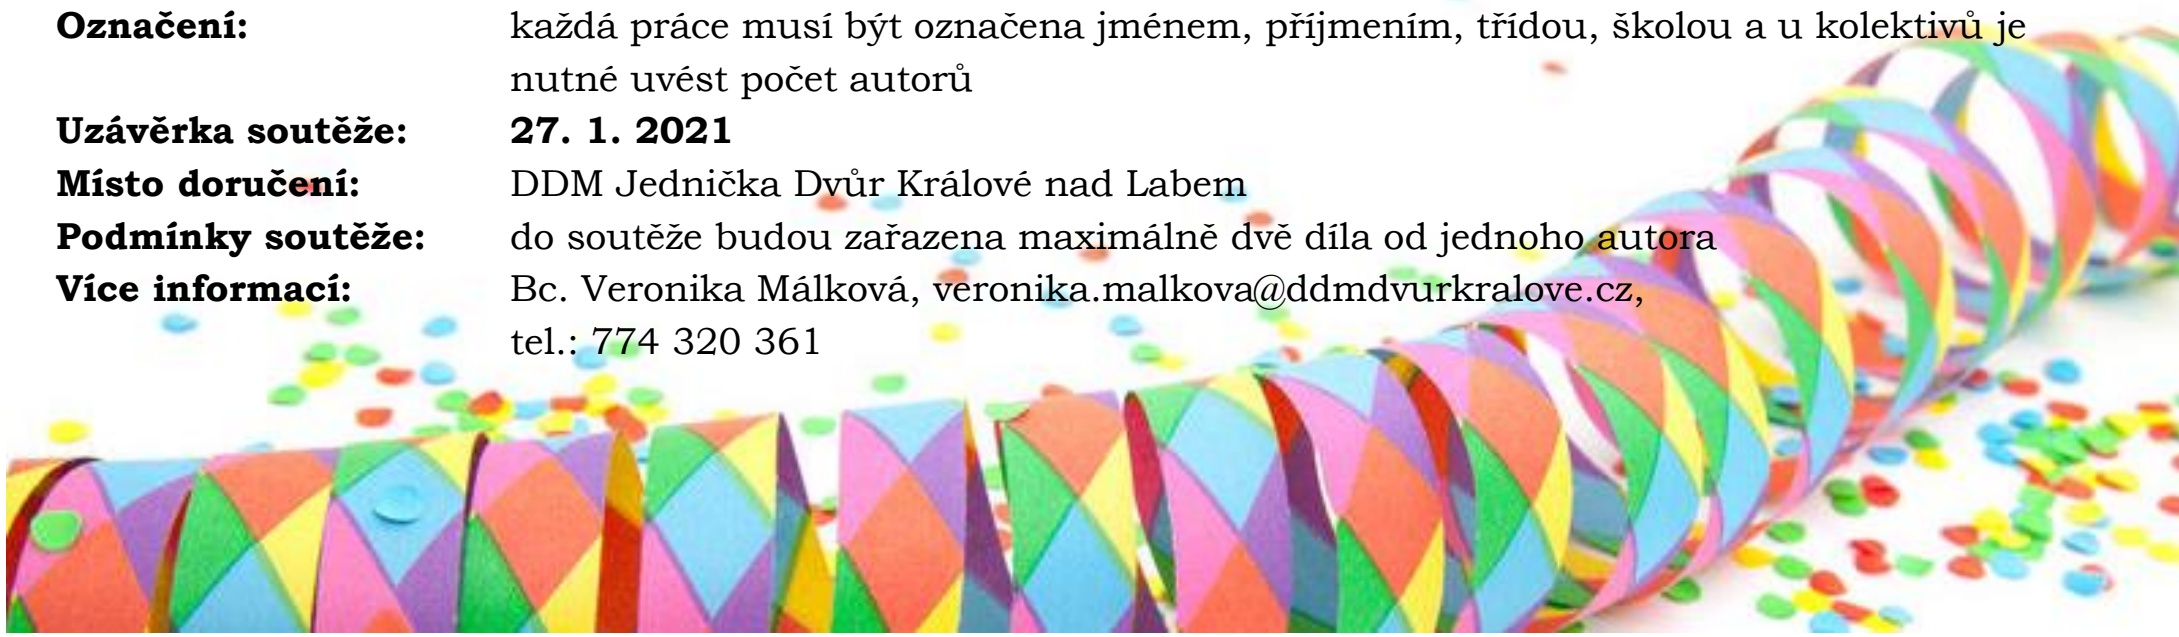 Označení: každá práce musí být označena jménem, příjmením, třídou, školou a u kolektivů je
nutné uvést počet autorů
Uzávěrka soutěže: 27. 1. 2021
Místo doručení: DDM Jednička Dvůr Králové nad Labem
Podmínky soutěže: do soutěže budou zařazena maximálně dvě díla od jednoho autora
Více informací: Bc. Veronika Málková, veronika.malkova@ddmdvurkralove.cz,
tel.: 774 320 361